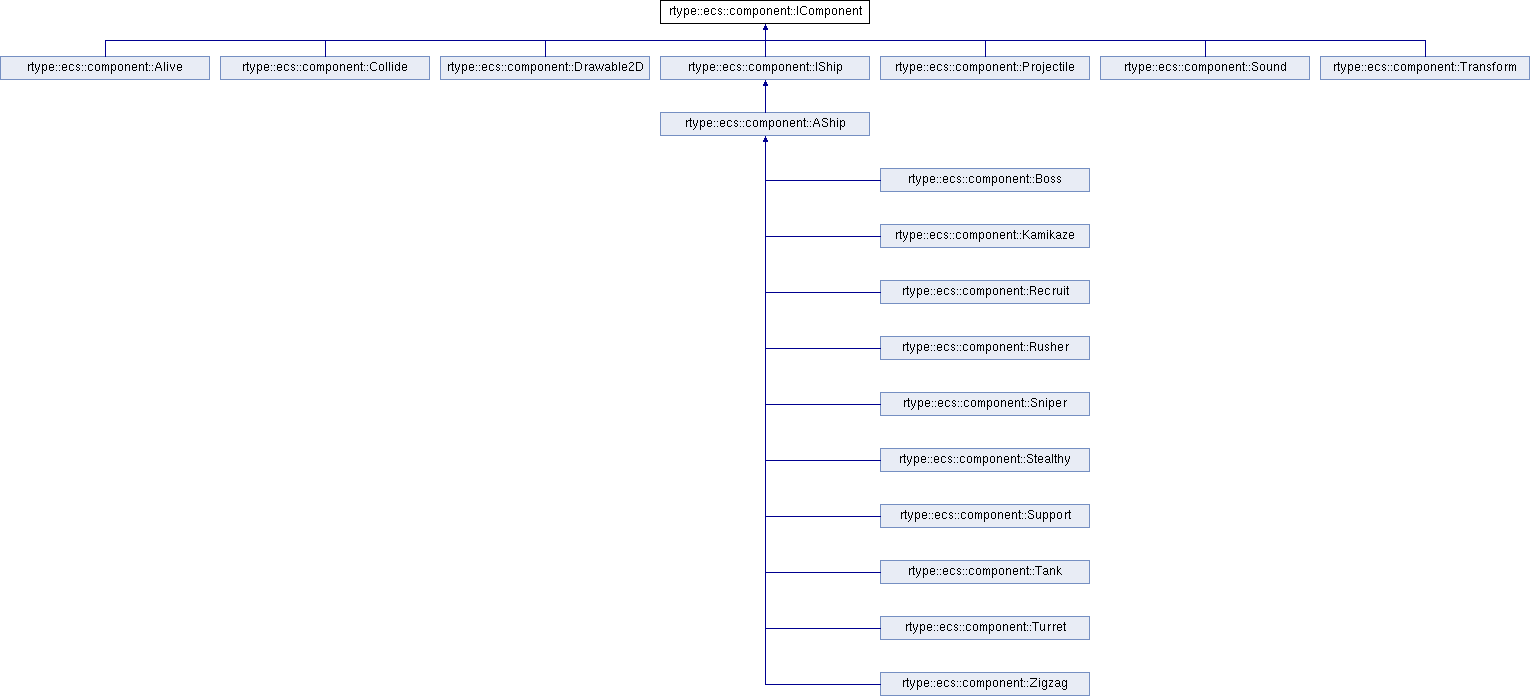 rtype::ecs::component::IComponent
rtype::ecs::component::Alive
rtype::ecs::component::Collide
rtype::ecs::component::Drawable2D
rtype::ecs::component::IShip
rtype::ecs::component::Projectile
rtype::ecs::component::Sound
rtype::ecs::component::Transform
rtype::ecs::component::AShip
rtype::ecs::component::Boss
rtype::ecs::component::Kamikaze
rtype::ecs::component::Recruit
rtype::ecs::component::Rusher
rtype::ecs::component::Sniper
rtype::ecs::component::Stealthy
rtype::ecs::component::Support
rtype::ecs::component::Tank
rtype::ecs::component::Turret
rtype::ecs::component::Zigzag